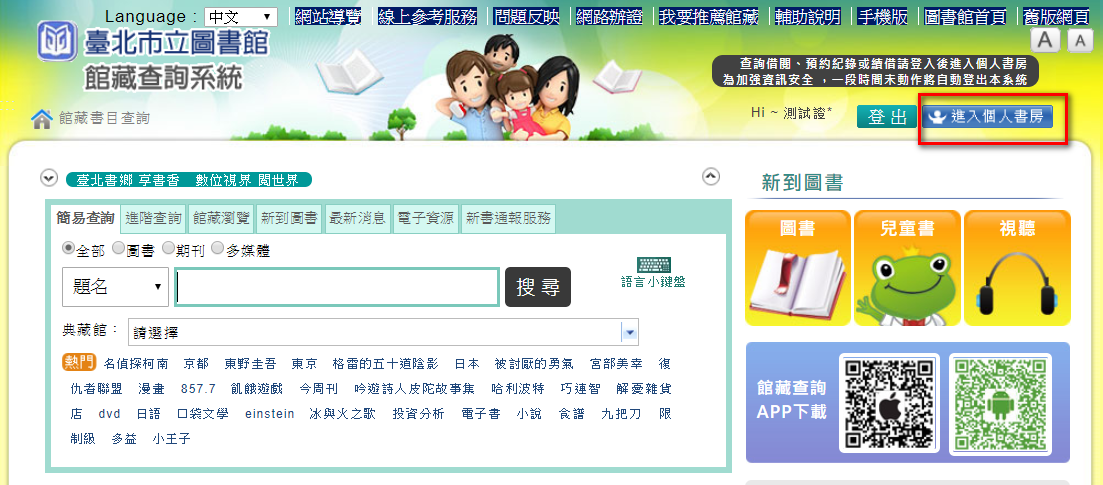 Language : 中文 網站導覽 線上參考服務 問題反映 網路辦證 我要推薦館藏 輔助說明 手機版 圖書館首頁 舊版網頁
A A
臺北市立圖書館
館藏查詢系統
查詢借閱、預約紀錄或續借請登入後進入個人書房
為加強資訊安全 ，一段時間未動作將自動登出本系統
館藏書目查詢
Hi ~ 測試證* 登出 進入個人書房
臺北書鄉 享書香 數位視界 閱世界
簡易查詢 進階查詢 館藏瀏覽 新到圖書 最新消息 電子資源 新書通報服務
全部 圖書 期刊 多媒體
題名 搜尋
語言小鍵盤
典藏館： 請選擇
熱門 名偵探柯南 京都 東野圭吾 東京 格雷的五十道陰影 日本 被討厭的勇氣 宮部美幸 復
仇者聯盟 漫畫 857.7 飢餓遊戲 今周刊 吟遊詩人皮陀故事集 哈利波特 巧連智 解憂雜貨
店 dvd 日語 口袋文學 einstein 冰與火之歌 投資分析 電子書 小說 食譜 九把刀 限
制級 多益 小王子
新到圖書
圖書 兒童書 視聽
館藏查詢
APP下載